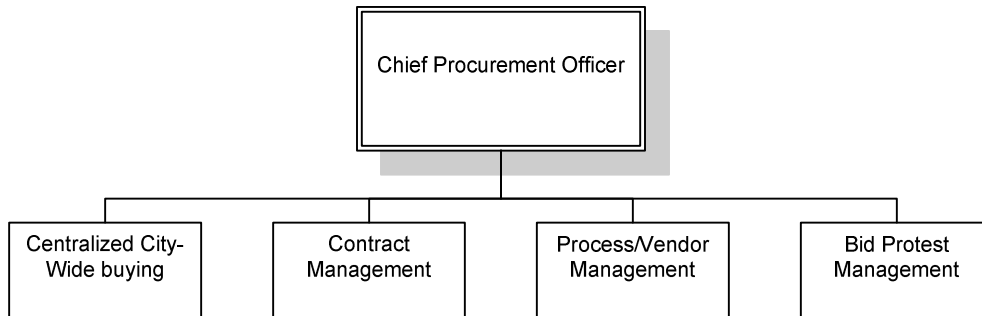 Chief Procurement Officer
Centralized City-
Wide buying
Contract
Management
Process/Vendor
Management
Bid Protest
Management